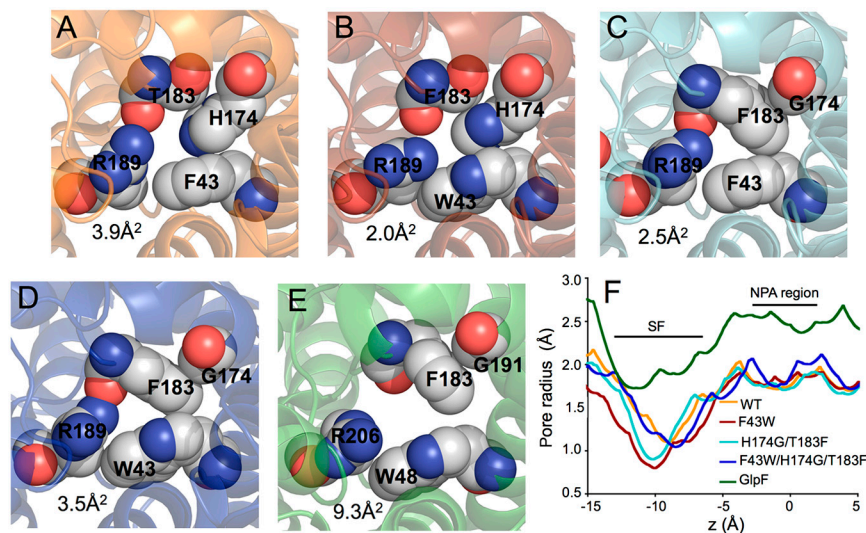 A
T183
H174
R189
F43
3.9Å²
B
F183
H174
R189
W43
2.0Å²
C
F183
G174
R189
F43
2.5Å²
D
F183
G174
R189
W43
3.5Å²
E
F183
G191
R206
W48
9.3Å²
F
3.0
2.5
2.0
1.5
1.0
0.5
Pore radius (Å)
NPA region
SF
WT
F43W
H174G/T183F
F43W/H174G/T183F
GlpF
-15
-10
-5
0
5
z (Å)